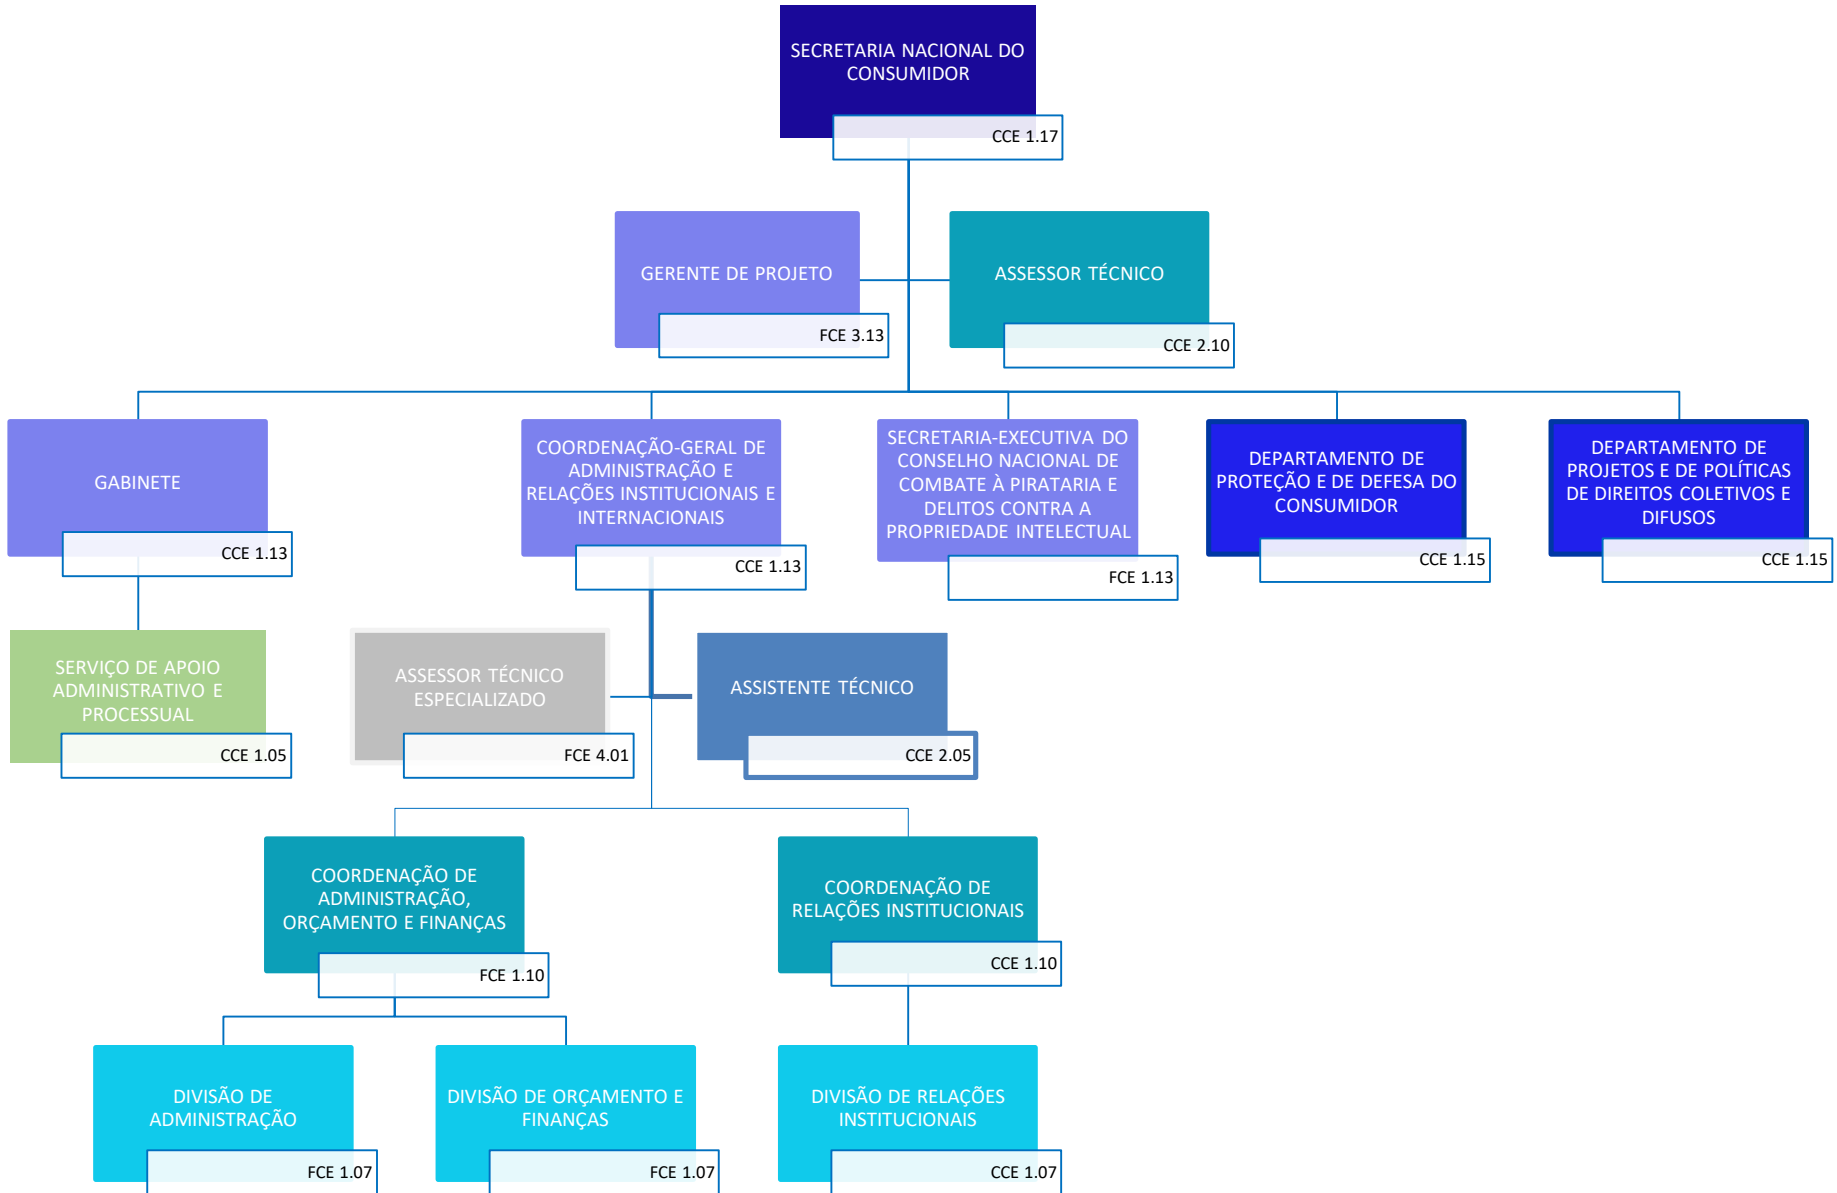 SECRETARIA NACIONAL DO
CONSUMIDOR
CCE 1.17
GERENTE DE PROJETO
FCE 3.13
ASSESSOR TÉCNICO
CCE 2.10
GABINETE
CCE 1.13
COORDENAÇÃO-GERAL DE
ADMINISTRAÇÃO E
RELAÇÕES INSTITUCIONAIS E
INTERNACIONAIS
CCE 1.13
SECRETARIA-EXECUTIVA DO
CONSELHO NACIONAL DE
COMBATE À PIRATARIA E
DELITOS CONTRA A
PROPRIEDADE INTELECTUAL
FCE 1.13
DEPARTAMENTO DE
PROTEÇÃO E DE DEFESA DO
CONSUMIDOR
CCE 1.15
DEPARTAMENTO DE
PROJETOS E DE POLÍTICAS
DE DIREITOS COLETIVOS E
DIFUSOS
CCE 1.15
SERVIÇO DE APOIO
ADMINISTRATIVO E
PROCESSUAL
CCE 1.05
ASSESSOR TÉCNICO
ESPECIALIZADO
FCE 4.01
ASSISTENTE TÉCNICO
CCE 2.05
COORDENAÇÃO DE
ADMINISTRAÇÃO,
ORÇAMENTO E FINANÇAS
FCE 1.10
COORDENAÇÃO DE
RELAÇÕES INSTITUCIONAIS
CCE 1.10
DIVISÃO DE
ADMINISTRAÇÃO
FCE 1.07
DIVISÃO DE ORÇAMENTO E
FINANÇAS
FCE 1.07
DIVISÃO DE RELAÇÕES
INSTITUCIONAIS
CCE 1.07